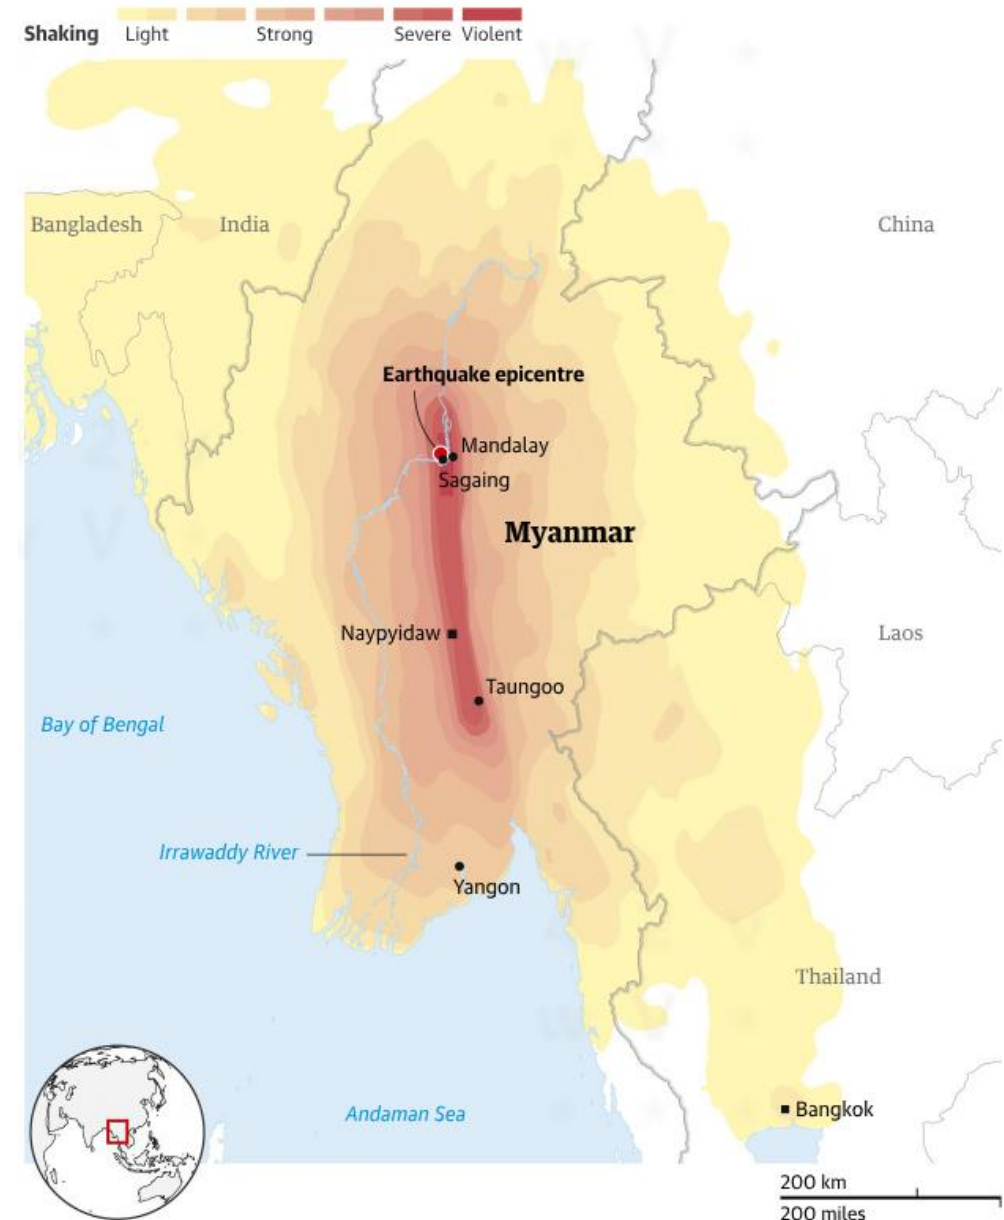 Shaking Light Strong Severe Violent
Bangladesh India China
Earthquake epicentre
Mandalay
Sagaing
Myanmar
Naypyidaw
Laos
Taungoo
Bay of Bengal
Irrawaddy River
Yangon
Thailand
Andaman Sea
Bangkok
200 km
200 miles